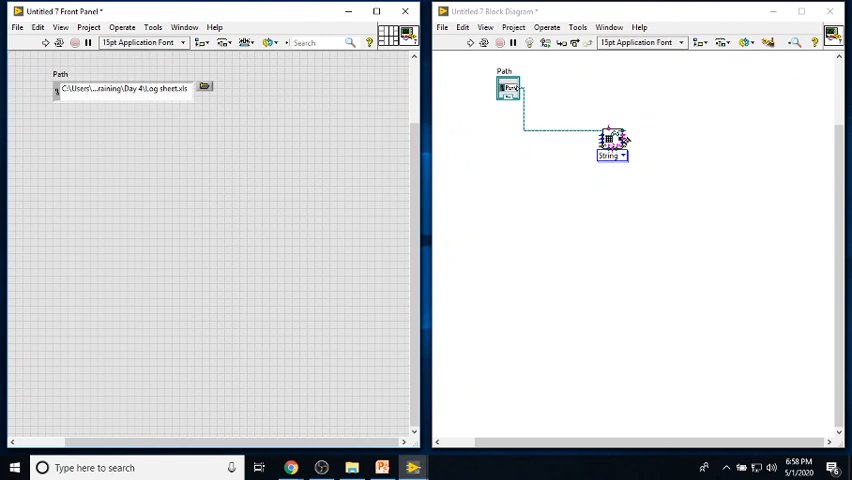 Untitled 7 Front Panel *
File Edit View Project Operate Tools Window Help
15pt Application Font
Search
Path
C:\Users\...raining\Day 4\Log sheet.xls
Untitled 7 Block Diagram *
File Edit View Project Operate Tools Window Help
15pt Application Font
Path
String
Type here to search
6:58 PM
5/1/2020